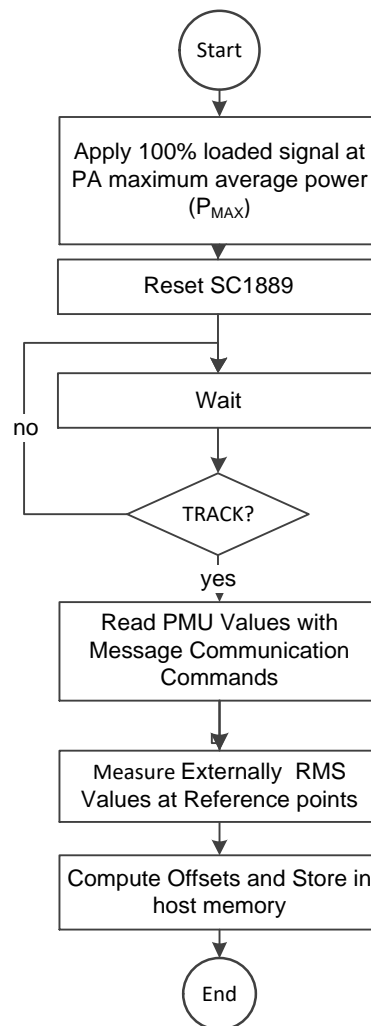 Start
Apply 100% loaded signal at
PA maximum average power
(PMAX)
Reset SC1889
Wait
no
TRACK?
yes
Read PMU Values with
Message Communication
Commands
Measure Externally RMS
Values at Reference points
Compute Offsets and Store in
host memory
End